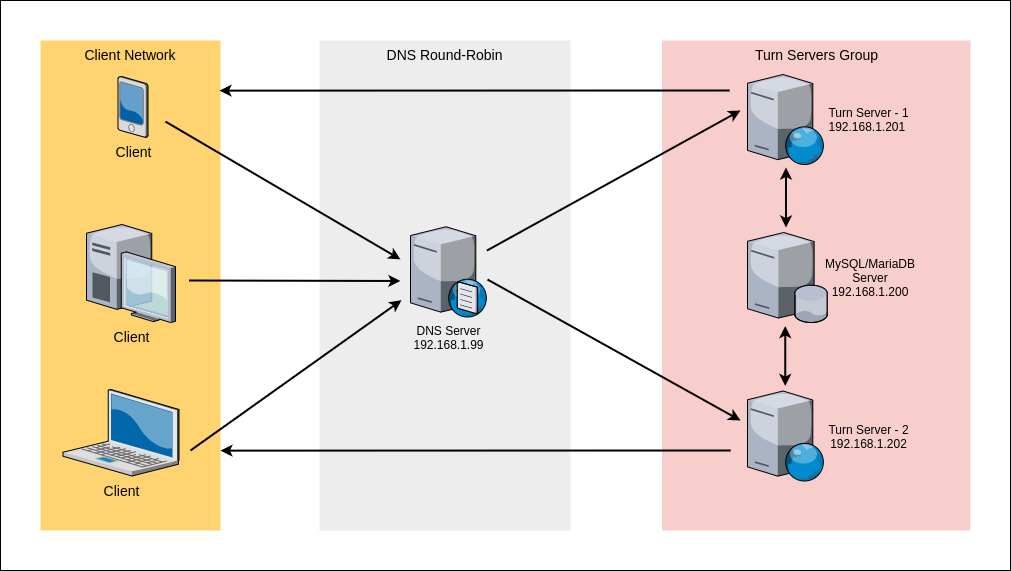 Client Network
DNS Round-Robin
Turn Servers Group
Client
Turn Server - 1
192.168.1.201
Client
DNS Server
192.168.1.99
MySQL/MariaDB
Server
192.168.1.200
Client
Turn Server - 2
192.168.1.202